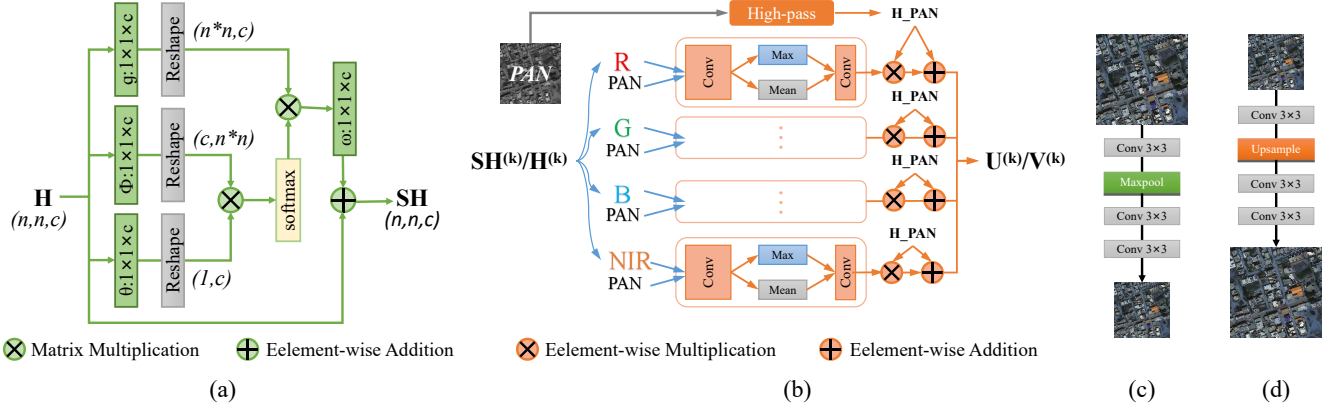 H
(n,n,c)
g:1×1×c
Reshape
(n*n,c)
Φ:1×1×c
Reshape
(c,n*n)
θ:1×1×c
Reshape
(1,c)
softmax
ω:1×1×c
SH
(n,n,c)
Matrix Multiplication
Eelement-wise Addition
(a)
PAN
High-pass
H_PAN
SH(k)/H(k)
R
PAN
Conv
Max
Mean
Conv
H_PAN
G
PAN
H_PAN
B
PAN
H_PAN
NIR
PAN
Conv
Max
Mean
Conv
U(k)/V(k)
Eelement-wise Multiplication
Eelement-wise Addition
(b)
Conv 3×3
Maxpool
Conv 3×3
Conv 3×3
(c)
Conv 3×3
Upsample
Conv 3×3
Conv 3×3
(d)